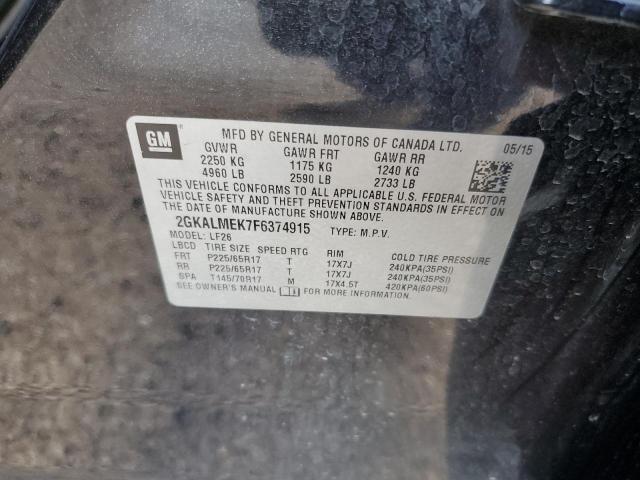 GM
MFD BY GENERAL MOTORS OF CANADA LTD. 05/15
GVWR GAWR FRT GAWR RR
2250 KG 1175 KG 1240 KG
4960 LB 2590 LB 2733 LB
THIS VEHICLE CONFORMS TO ALL APPLICABLE U.S. FEDERAL MOTOR
VEHICLE SAFETY AND THEFT PREVENTION STANDARDS IN
EFFECT ON THE DATE OF MANUFACTURE SHOWN ABOVE.
2GKALMEK7F6374915 TYPE: M.P.V.
MODEL: LF26
LBCD TIRE SIZE SPEED RTG RIM COLD TIRE PRESSURE
FRT P225/65R17 T 17X7J 240KPA(35PSI)
RR P225/65R17 T 17X7J 240KPA(35PSI)
SPA T145/70R17 M 17X4.5T 420KPA(60PSI)
SEE OWNER'S MANUAL FOR MORE INFORMATION.